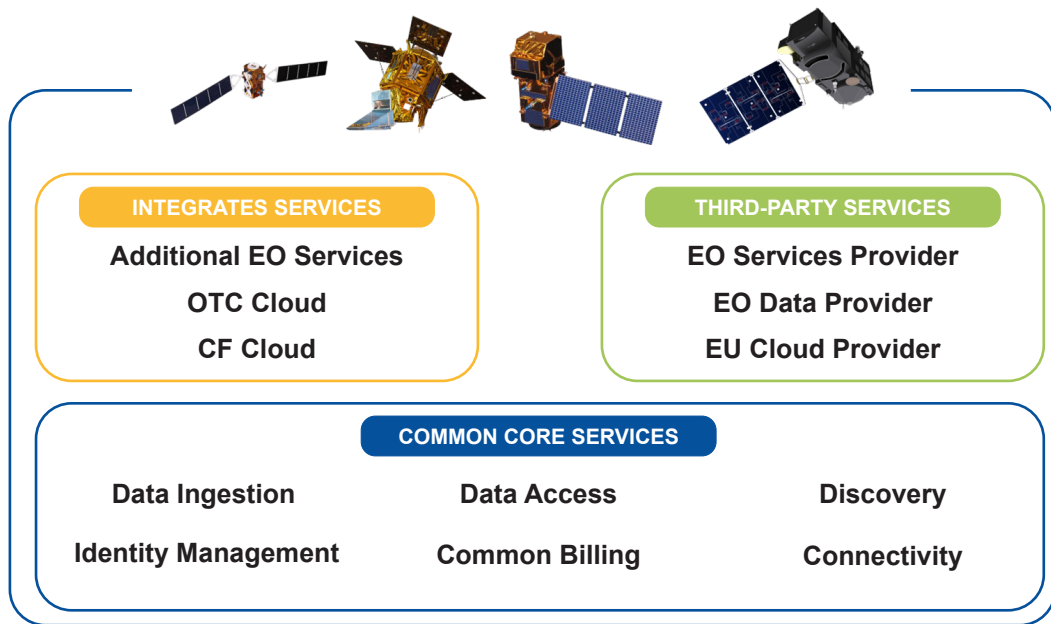 INTEGRATES SERVICES
Additional EO Services
OTC Cloud
CF Cloud
THIRD-PARTY SERVICES
EO Services Provider
EO Data Provider
EU Cloud Provider
COMMON CORE SERVICES
Data Ingestion
Data Access
Discovery
Identity Management
Common Billing
Connectivity